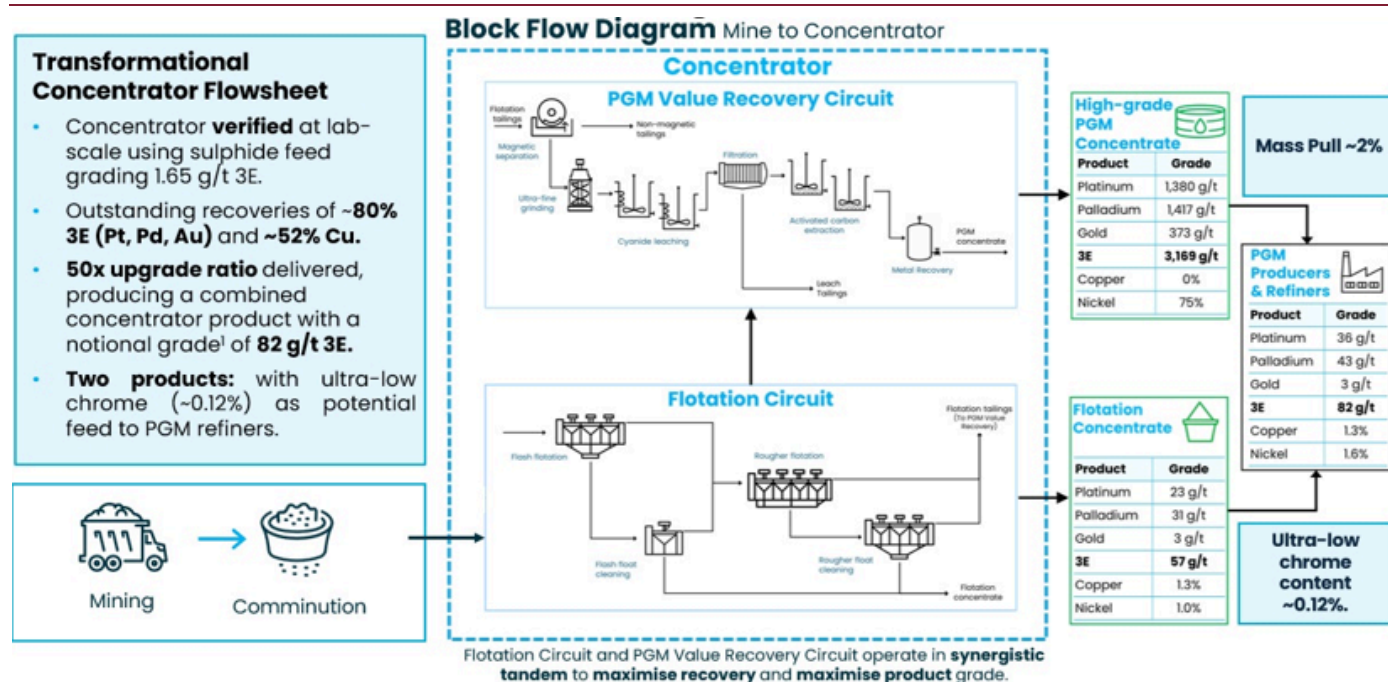 Block Flow Diagram Mine to Concentrator
Transformational
Concentrator Flowsheet
• Concentrator verified at lab-
scale using sulphide feed
grading 1.65 g/t 3E.
• Outstanding recoveries of ~80%
3E (Pt, Pd, Au) and ~52% Cu.
• 50x upgrade ratio delivered,
producing a combined
concentrator product with a
notional grade¹ of 82 g/t 3E.
• Two products: with ultra-low
chrome (~0.12%) as potential
feed to PGM refiners.
Mining
Comminution
Concentrator
PGM Value Recovery Circuit
Flotation
tailings
Non-magnetic
tailings
Magnetic
separation
Ultra-fine
grinding
Cyanide leaching
Filtration
Activated carbon
extraction
PGM
concentrate
Metal Recovery
Leach
Tailings
Flotation Circuit
Flash flotation
Flash float
cleaning
Rougher flotation
Rougher float
cleaning
Flotation tailings
(To PGM Value
Recovery)
Flotation
concentrate
Flotation Circuit and PGM Value Recovery Circuit operate in synergistic
tandem to maximise recovery and maximise product grade.
High-grade
PGM
Concentrate
Product Grade
Platinum 1,380 g/t
Palladium 1,417 g/t
Gold 373 g/t
3E 3,169 g/t
Copper 0%
Nickel 75%
Flotation
Concentrate
Product Grade
Platinum 23 g/t
Palladium 31 g/t
Gold 3 g/t
3E 57 g/t
Copper 1.3%
Nickel 1.0%
Mass Pull ~2%
PGM
Producers
& Refiners
Product Grade
Platinum 36 g/t
Palladium 43 g/t
Gold 3 g/t
3E 82 g/t
Copper 1.3%
Nickel 1.6%
Ultra-low
chrome
content
~0.12%.